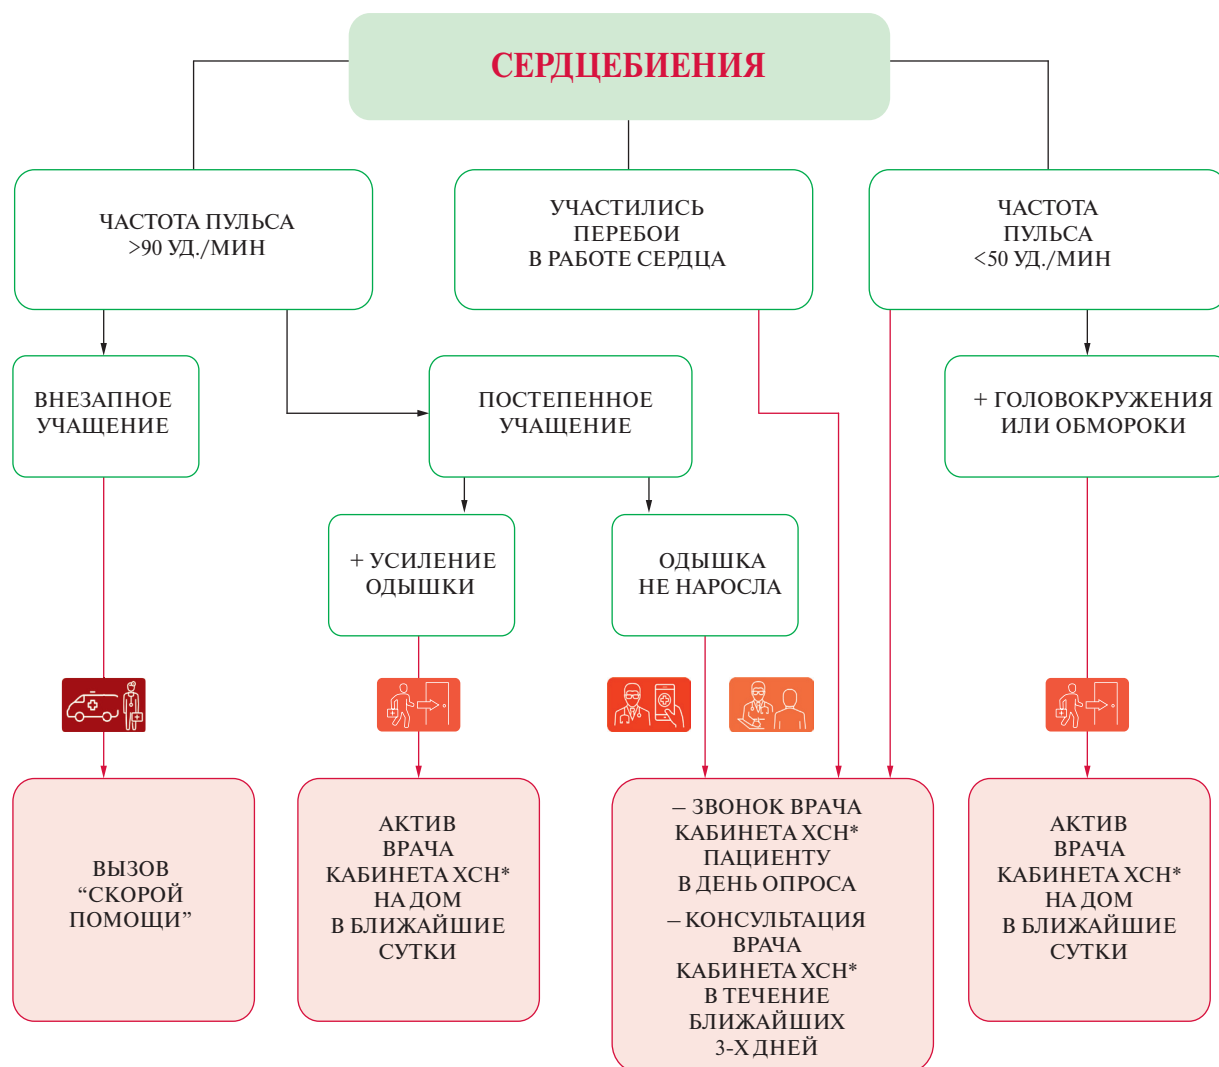 СЕРДЦЕБИЕНИЯ
ЧАСТОТА ПУЛЬСА
>90 УД./МИН
УЧАСТИЛИСЬ
ПЕРЕБОИ
В РАБОТЕ СЕРДЦА
ЧАСТОТА
ПУЛЬСА
<50 УД./МИН
ВНЕЗАПНОЕ
УЧАЩЕНИЕ
ПОСТЕПЕННОЕ
УЧАЩЕНИЕ
+ ГОЛОВОКРУЖЕНИЯ
ИЛИ ОБМОРОКИ
+ УСИЛЕНИЕ
ОДЫШКИ
ОДЫШКА
НЕ НАРОСЛА
ВЫЗОВ
“СКОРОЙ
ПОМОЩИ”
АКТИВ
ВРАЧА
КАБИНЕТА ХСН*
НА ДОМ
В БЛИЖАЙШИЕ
СУТКИ
– ЗВОНОК ВРАЧА
КАБИНЕТА ХСН*
ПАЦИЕНТУ
В ДЕНЬ ОПРОСА
– КОНСУЛЬТАЦИЯ
ВРАЧА
КАБИНЕТА ХСН*
В ТЕЧЕНИЕ
БЛИЖАЙШИХ
3-Х ДНЕЙ
АКТИВ
ВРАЧА
КАБИНЕТА ХСН*
НА ДОМ
В БЛИЖАЙШИЕ
СУТКИ